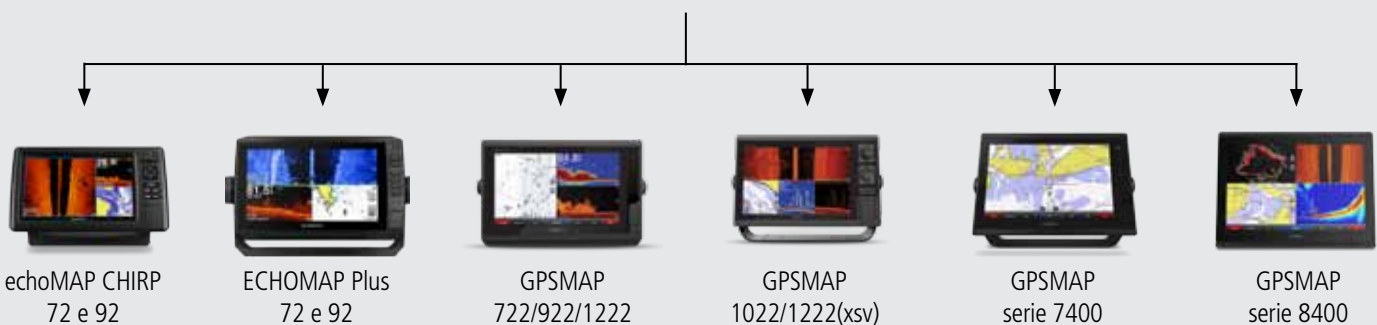 echoMAP CHIRP
72 e 92
ECHOMAP Plus
72 e 92
GPSMAP
722/922/1222
GPSMAP
1022/1222(xsv)
GPSMAP
serie 7400
GPSMAP
serie 8400